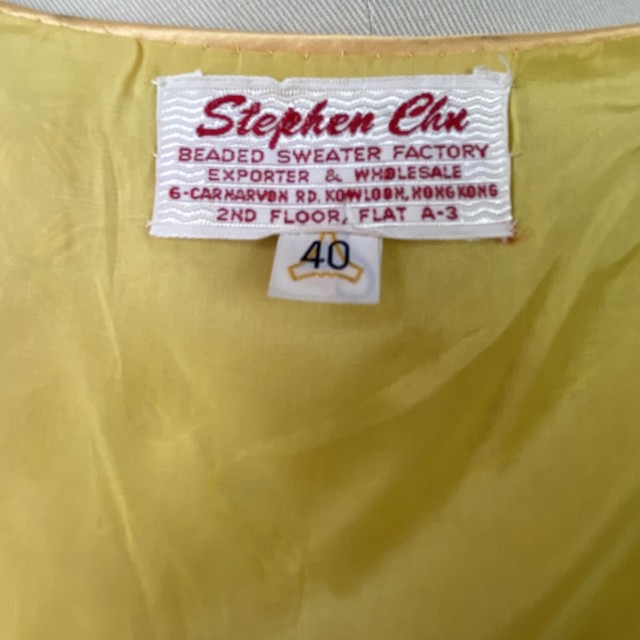 Stephen Chu
BEADED SWEATER FACTORY
EXPORTER & WHOLESALE
6-CARNARVON RD. KOWLOON, HONG KONG
2ND FLOOR, FLAT A-3
40